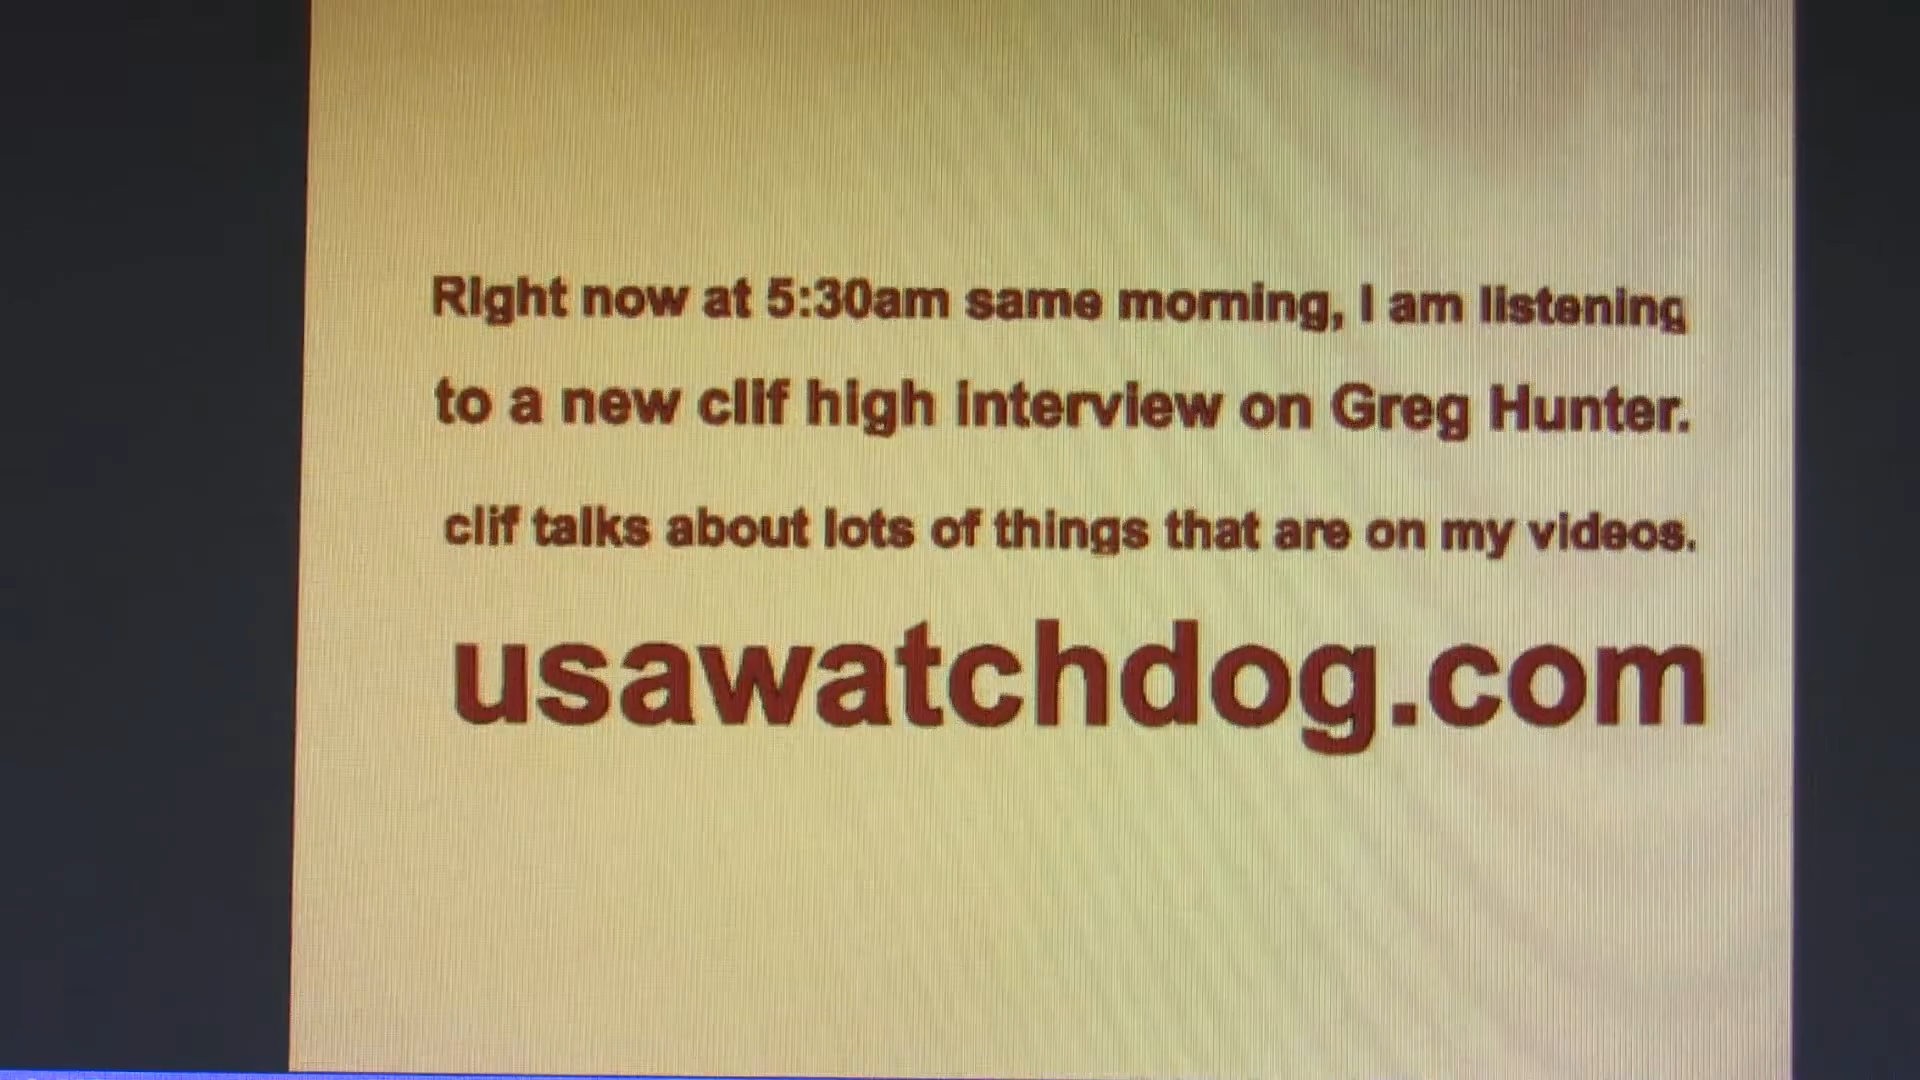 Right now at 5:30am same morning, I am listening
to a new clif high interview on Greg Hunter.
clif talks about lots of things that are on my videos.
usawatchdog.com